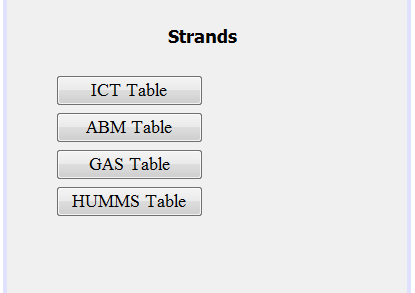 Strands
ICT Table
ABM Table
GAS Table
HUMMS Table